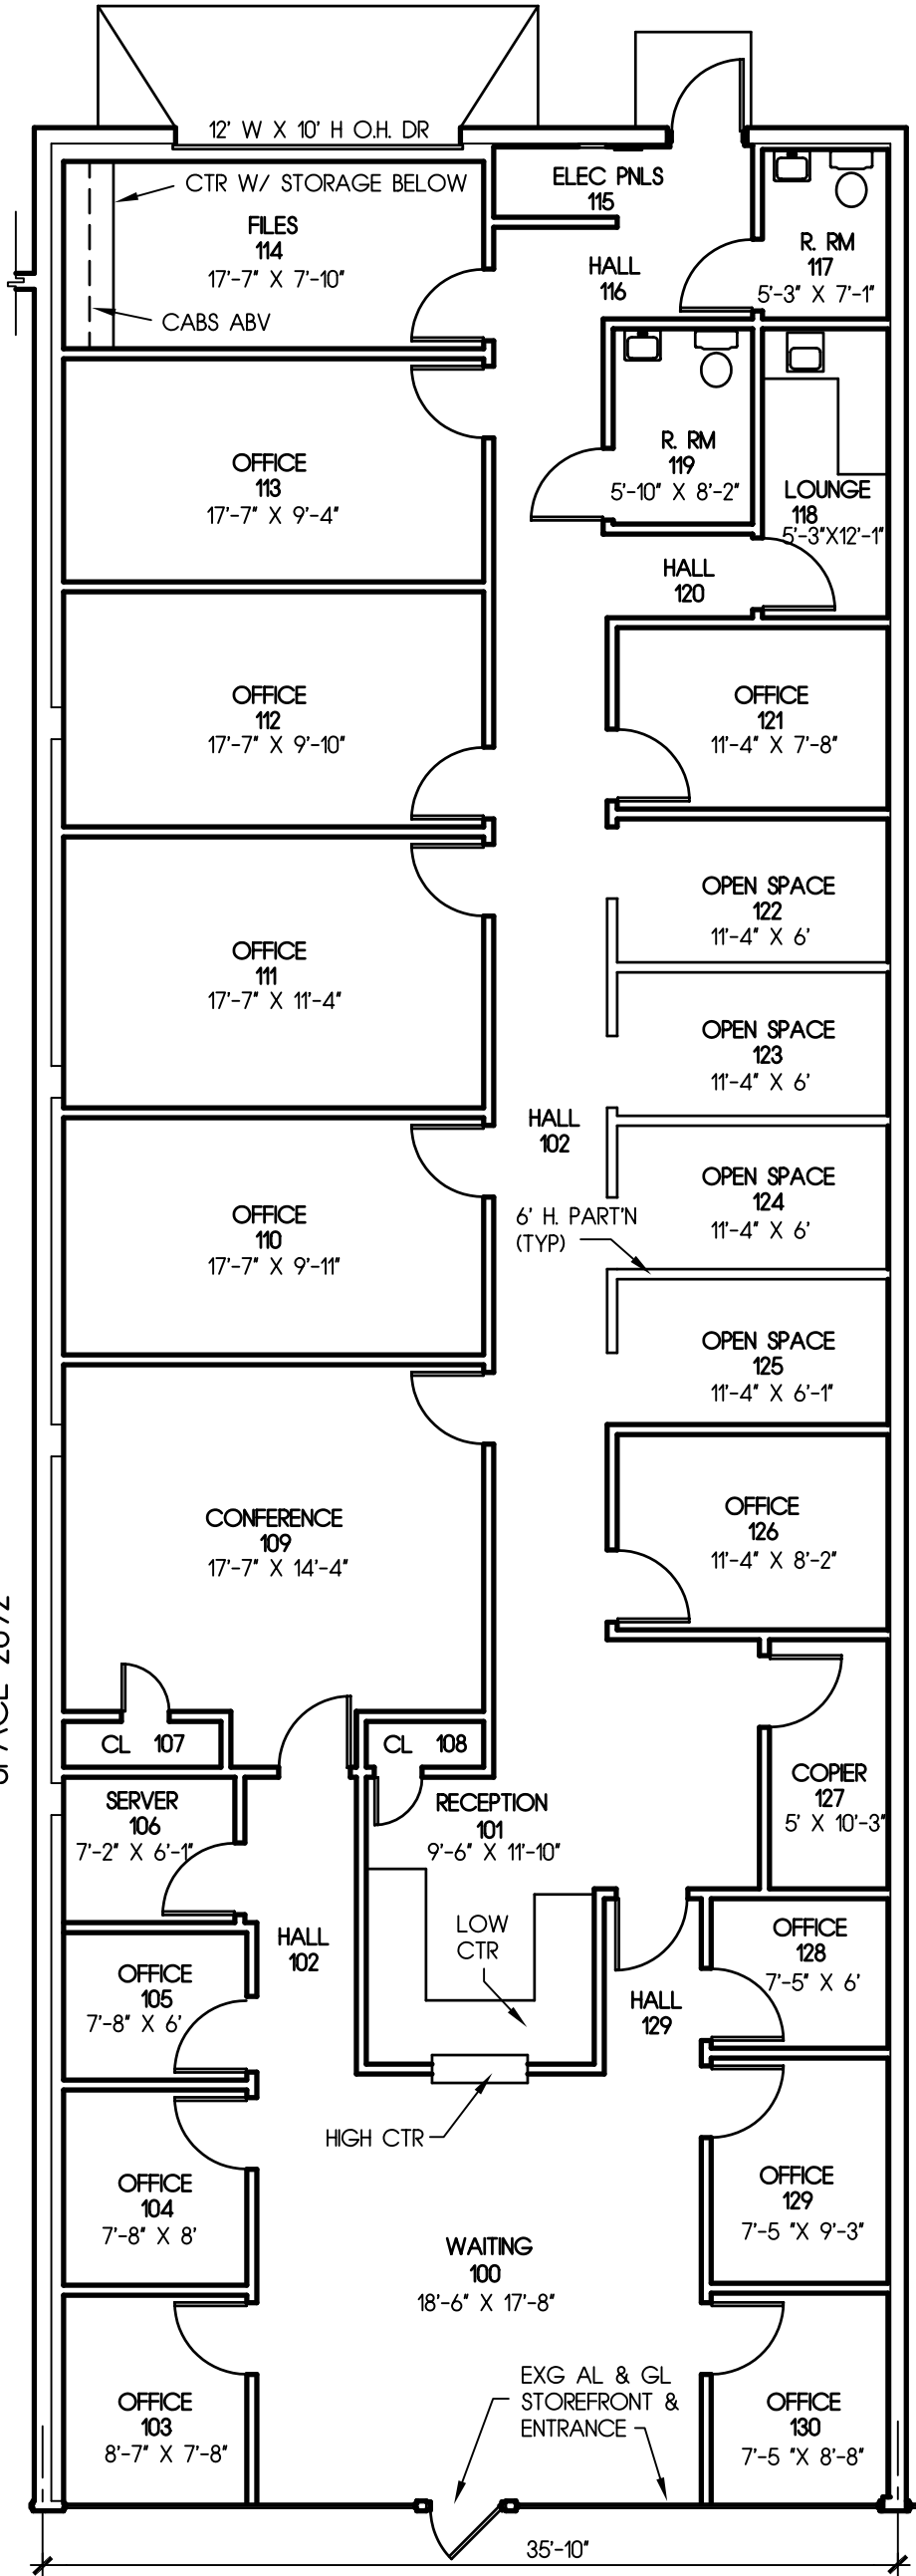 12' W X 10' H O.H. DR
CTR W/ STORAGE BELOW
FILES
114
17'-7" X 7'-10"
CABS ABV
ELEC PNLS
115
HALL
116
R. RM
117
5'-3" X 7'-1"
OFFICE
113
17'-7" X 9'-4"
R. RM
119
5'-10" X 8'-2"
LOUNGE
118
5'-3"X12'-1"
HALL
120
OFFICE
112
17'-7" X 9'-10"
OFFICE
121
11'-4" X 7'-8"
OFFICE
111
17'-7" X 11'-4"
OPEN SPACE
122
11'-4" X 6'
OPEN SPACE
123
11'-4" X 6'
HALL
102
OPEN SPACE
124
11'-4" X 6'
6' H. PART'N
(TYP)
OFFICE
110
17'-7" X 9'-11"
OPEN SPACE
125
11'-4" X 6'-1"
CONFERENCE
109
17'-7" X 14'-4"
OFFICE
126
11'-4" X 8'-2"
CL 107
CL 108
SERVER
106
7'-2" X 6'-1"
RECEPTION
101
9'-6" X 11'-10"
COPIER
127
5' X 10'-3"
LOW
CTR
HALL
102
OFFICE
105
7'-8" X 6'
HALL
129
OFFICE
128
7'-5" X 6'
HIGH CTR
OFFICE
104
7'-8" X 8'
OFFICE
129
7'-5 "X 9'-3"
WAITING
100
18'-6" X 17'-8"
EXG AL & GL
STOREFRONT &
ENTRANCE
OFFICE
103
8'-7" X 7'-8"
OFFICE
130
7'-5 "X 8'-8"
35'-10"